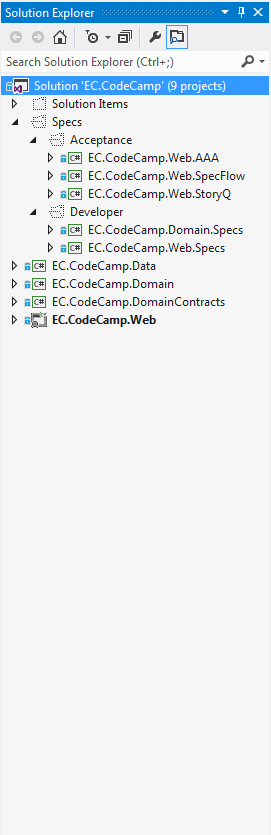 Solution Explorer
Search Solution Explorer (Ctrl+;)
Solution 'EC.CodeCamp' (9 projects)
Solution Items
Specs
Acceptance
C# EC.CodeCamp.Web.AAA
C# EC.CodeCamp.Web.SpecFlow
C# EC.CodeCamp.Web.StoryQ
Developer
C# EC.CodeCamp.Domain.Specs
C# EC.CodeCamp.Web.Specs
C# EC.CodeCamp.Data
C# EC.CodeCamp.Domain
C# EC.CodeCamp.DomainContracts
EC.CodeCamp.Web